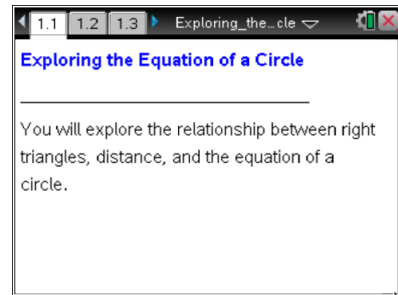 1.1 1.2 1.3 Exploring_the…cle
Exploring the Equation of a Circle
You will explore the relationship between right
triangles, distance, and the equation of a
circle.